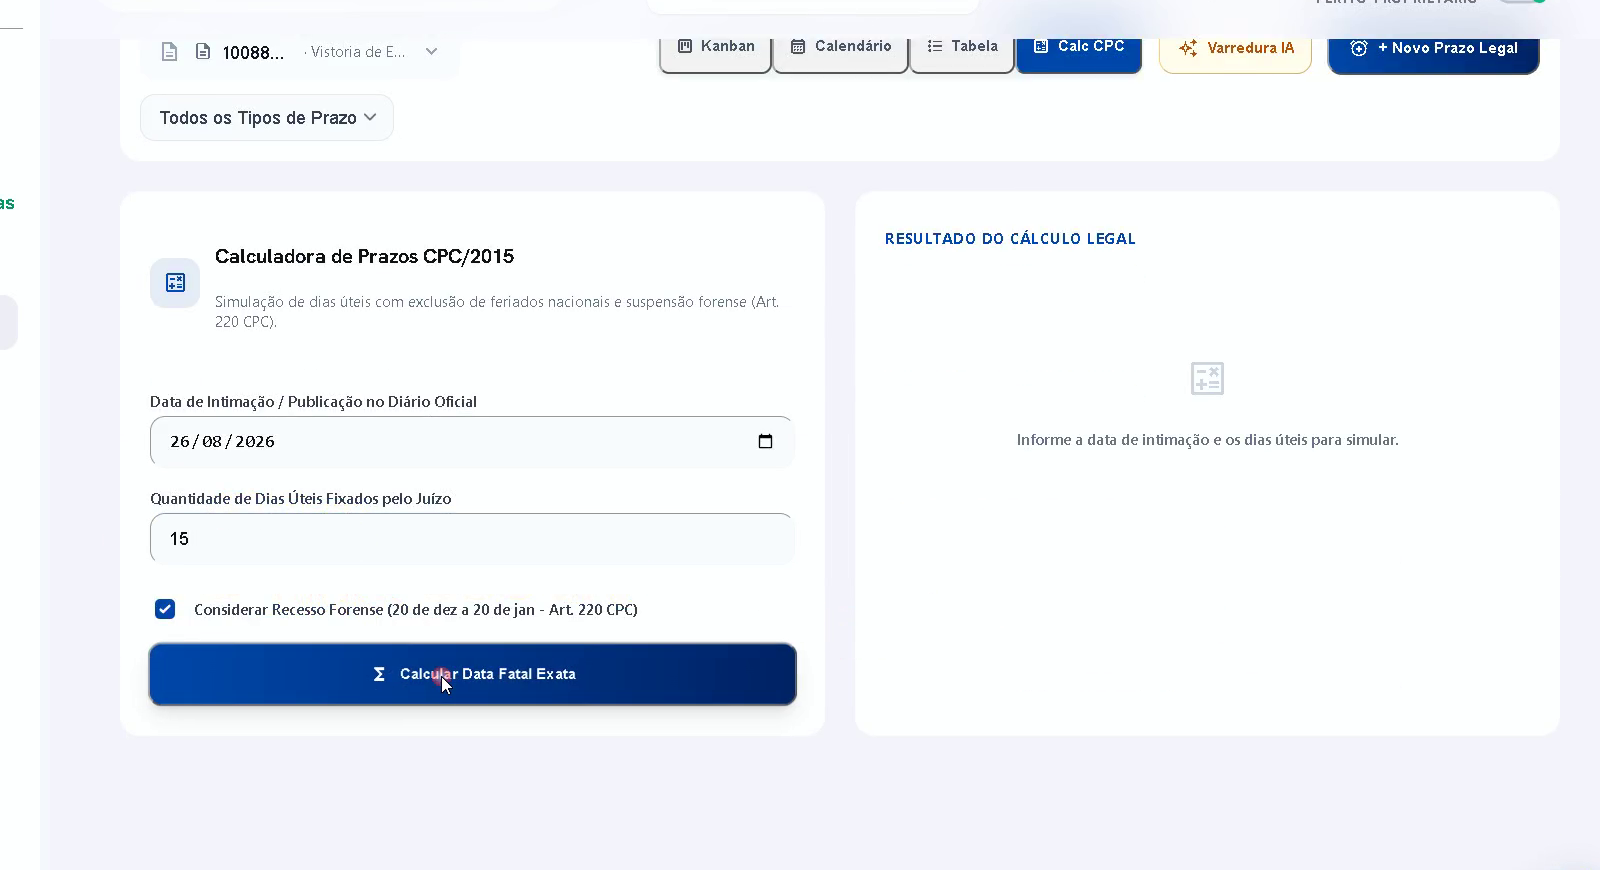 10088... · Vistoria de E...
Kanban
Calendário
Tabela
Calc CPC
Varredura IA
+ Novo Prazo Legal
Todos os Tipos de Prazo
as
Calculadora de Prazos CPC/2015
Simulação de dias úteis com exclusão de feriados nacionais e suspensão forense (Art.
220 CPC).
Data de Intimação / Publicação no Diário Oficial
26/08/2026
Quantidade de Dias Úteis Fixados pelo Juízo
15
Considerar Recesso Forense (20 de dez a 20 de jan - Art. 220 CPC)
Σ Calcular Data Fatal Exata
RESULTADO DO CÁLCULO LEGAL
Informe a data de intimação e os dias úteis para simular.